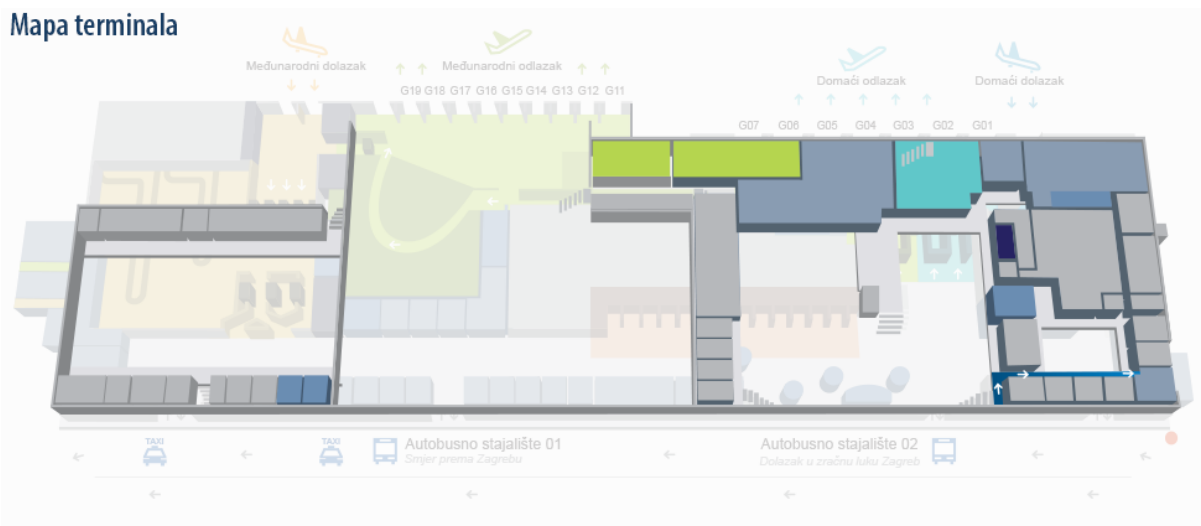 Mapa terminala
Međunarodni dolazak
Međunarodni odlazak
Domaći odlazak
Domaći dolazak
G19 G18 G17 G16 G15 G14 G13 G12 G11
G07 G06 G05 G04 G03 G02 G01
TAXI
TAXI
Autobusno stajalište 01
Smjer prema Zagrebu
Autobusno stajalište 02
Dolazak u zračnu luku Zagreb